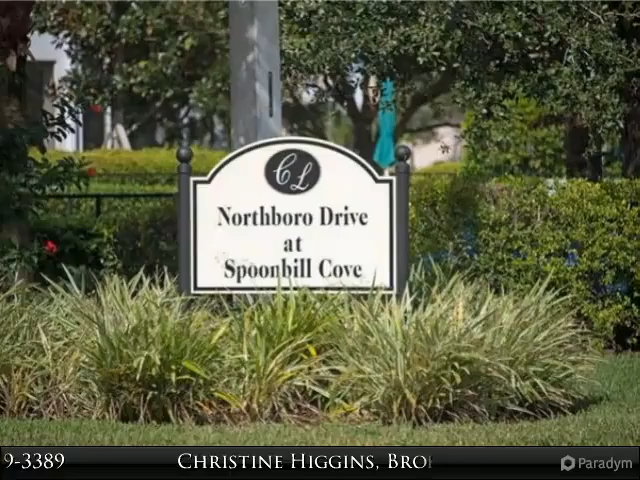 CL
Northboro Drive
at
Spoonbill Cove
9-3389 Christine Higgins, Bro
Paradym